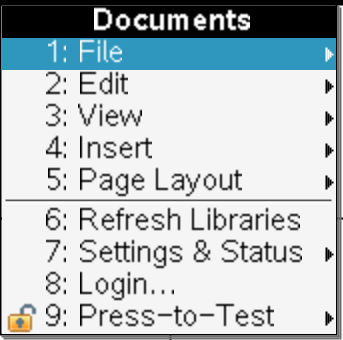 Documents
1: File
2: Edit
3: View
4: Insert
5: Page Layout
6: Refresh Libraries
7: Settings & Status
8: Login...
9: Press-to-Test